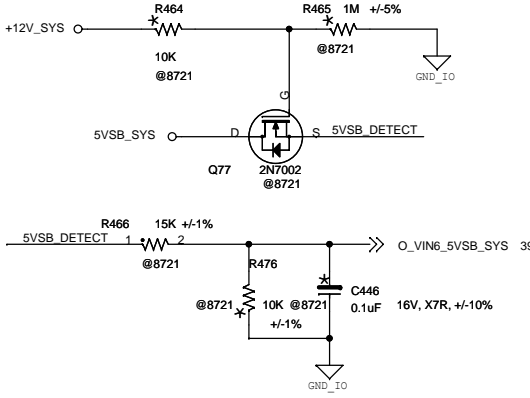 R464
R465 1M +/-5%
+12V_SYS
10K
@8721
@8721
GND_IO
G
5VSB_SYS D S 5VSB_DETECT
Q77 2N7002
@8721
R466 15K +/-1%
5VSB_DETECT 1 2 O_VIN6_5VSB_SYS 39
@8721 R476
C446
@8721 10K @8721 0.1uF 16V, X7R, +/-10%
+/-1%
GND_IO